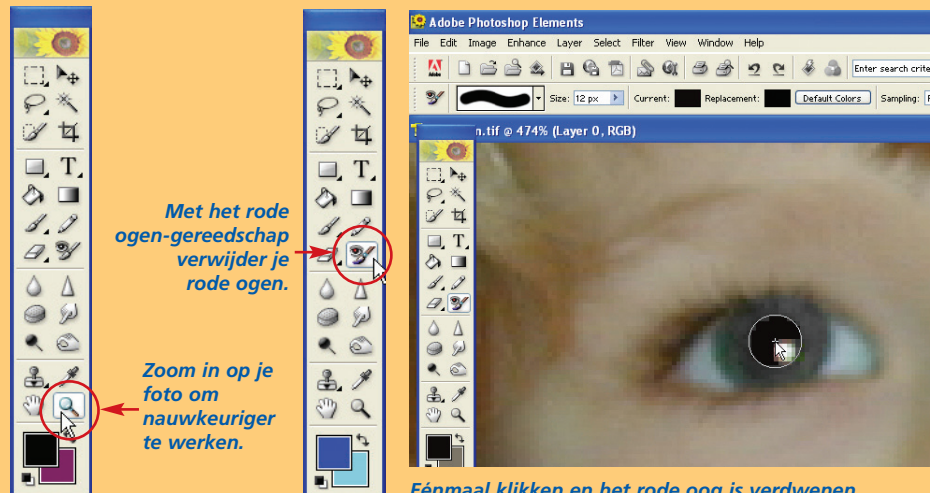 Met het rode
ogen-gereedschap
verwijder je
rode ogen.
Zoom in op je
foto om
nauwkeuriger
te werken.
Adobe Photoshop Elements
File Edit Image Enhance Layer Select Filter View Window Help
Enter search crite
Size: 12 px Current: Replacement: Default Colors Sampling:
n.tif @ 474% (Layer 0, RGB)
Eénmaal klikken en het rode oog is verdwenen